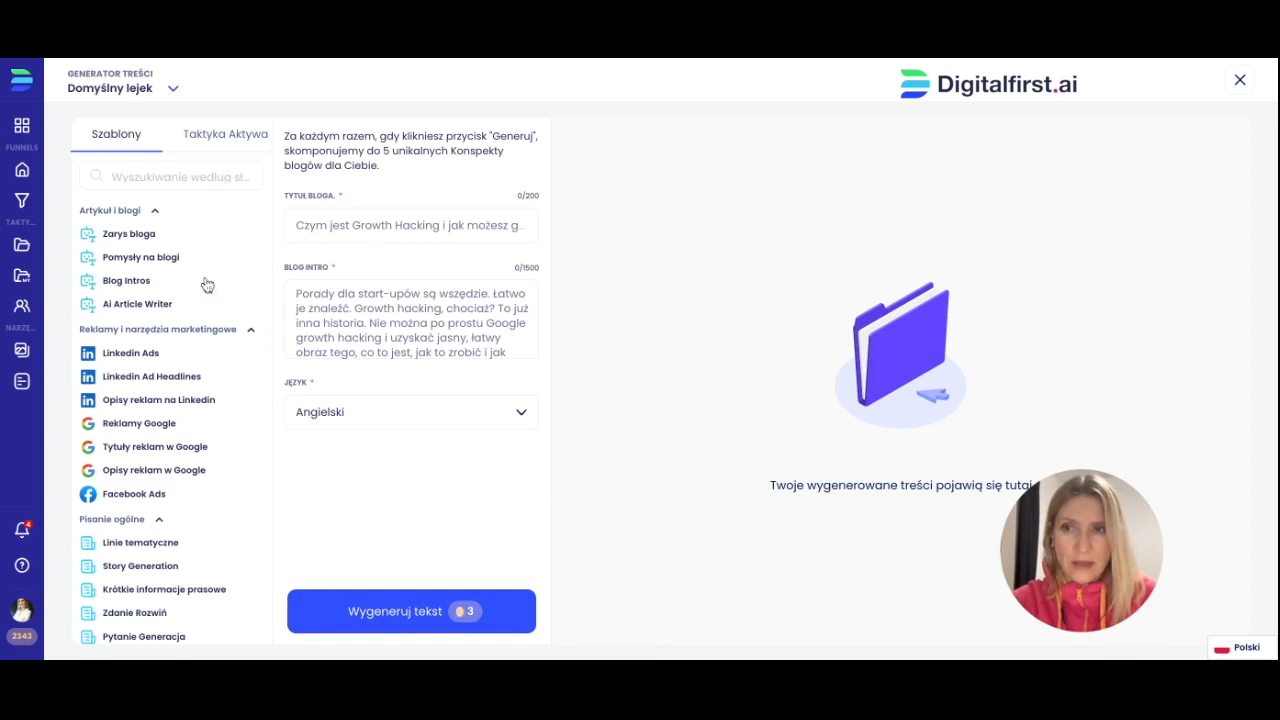 GENERATOR TREŚCI
Domyślny lejek
Digitalfirst.ai
FUNNELS
TAKTY...
NARZĘ...
4
2343
Szablony
Taktyka Aktywa
Wyszukiwanie według sł...
Artykuł i blogi
Zarys bloga
Pomysły na blogi
Blog Intros
Ai Article Writer
Reklamy i narzędzia marketingowe
Linkedin Ads
Linkedin Ad Headlines
Opisy reklam na Linkedin
Reklamy Google
Tytuły reklam w Google
Opisy reklam w Google
Facebook Ads
Pisanie ogólne
Linie tematyczne
Story Generation
Krótkie informacje prasowe
Zdanie Rozwiń
Pytanie Generacja
Za każdym razem, gdy klikniesz przycisk "Generuj",
skomponujemy do 5 unikalnych Konspekty
blogów dla Ciebie.
TYTUŁ BLOGA. *
0/200
Czym jest Growth Hacking i jak możesz g..
BLOG INTRO *
0/1500
Porady dla start-upów są wszędzie. Łatwo
je znaleźć. Growth hacking, chociaż? To już
inna historia. Nie można po prostu Google
growth hacking i uzyskać jasny, łatwy
obraz tego, co to jest, jak to zrobić i jak
JĘZYK *
Angielski
Wygeneruj tekst 3
Twoje wygenerowane treści pojawią się tutaj
Polski